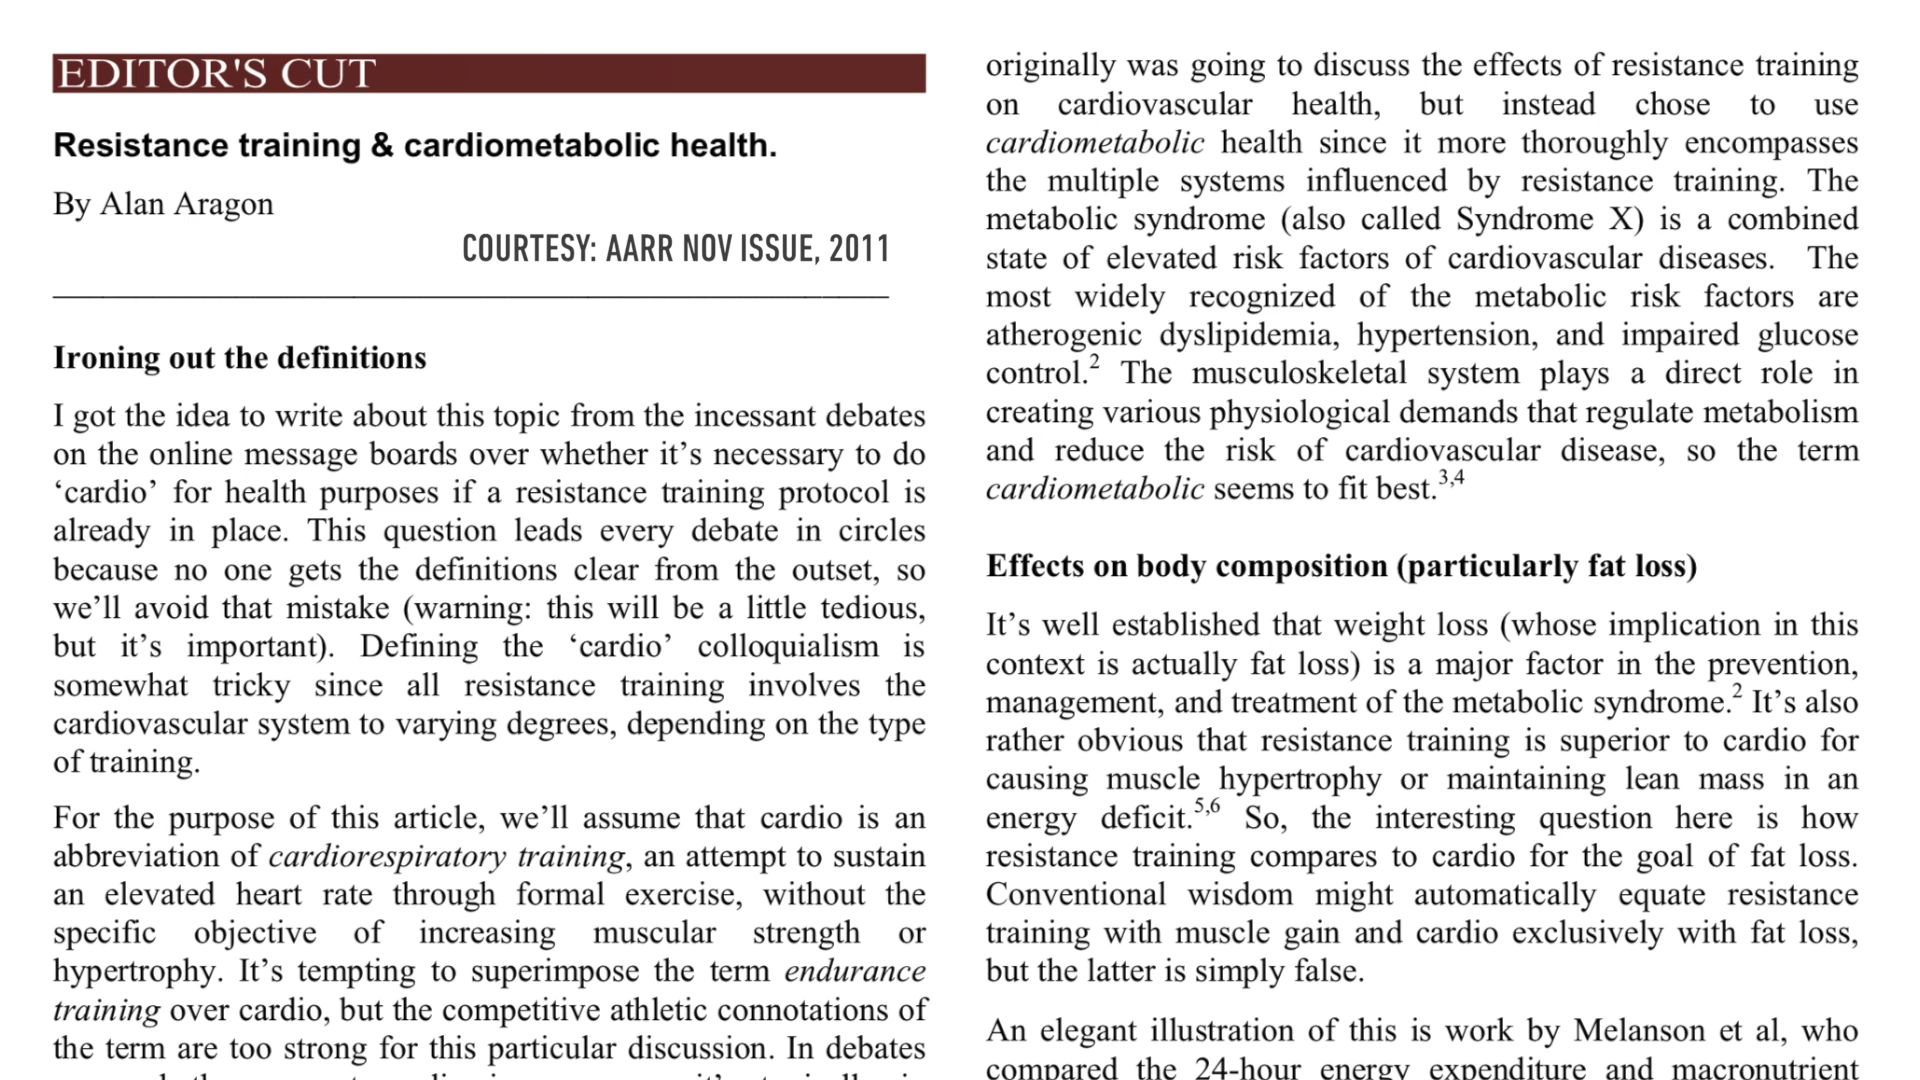 EDITOR'S CUT
Resistance training & cardiometabolic health.
By Alan Aragon
COURTESY: AARR NOV ISSUE, 2011
Ironing out the definitions
I got the idea to write about this topic from the incessant debates
on the online message boards over whether it’s necessary to do
‘cardio’ for health purposes if a resistance training protocol is
already in place. This question leads every debate in circles
because no one gets the definitions clear from the outset, so
we’ll avoid that mistake (warning: this will be a little tedious,
but it’s important). Defining the ‘cardio’ colloquialism is
somewhat tricky since all resistance training involves the
cardiovascular system to varying degrees, depending on the type
of training.
For the purpose of this article, we’ll assume that cardio is an
abbreviation of cardiorespiratory training, an attempt to sustain
an elevated heart rate through formal exercise, without the
specific objective of increasing muscular strength or
hypertrophy. It’s tempting to superimpose the term endurance
training over cardio, but the competitive athletic connotations of
the term are too strong for this particular discussion. In debates
originally was going to discuss the effects of resistance training
on cardiovascular health, but instead chose to use
cardiometabolic health since it more thoroughly encompasses
the multiple systems influenced by resistance training. The
metabolic syndrome (also called Syndrome X) is a combined
state of elevated risk factors of cardiovascular diseases. The
most widely recognized of the metabolic risk factors are
atherogenic dyslipidemia, hypertension, and impaired glucose
control.2 The musculoskeletal system plays a direct role in
creating various physiological demands that regulate metabolism
and reduce the risk of cardiovascular disease, so the term
cardiometabolic seems to fit best.3,4
Effects on body composition (particularly fat loss)
It’s well established that weight loss (whose implication in this
context is actually fat loss) is a major factor in the prevention,
management, and treatment of the metabolic syndrome.2 It’s also
rather obvious that resistance training is superior to cardio for
causing muscle hypertrophy or maintaining lean mass in an
energy deficit.5,6 So, the interesting question here is how
resistance training compares to cardio for the goal of fat loss.
Conventional wisdom might automatically equate resistance
training with muscle gain and cardio exclusively with fat loss,
but the latter is simply false.
An elegant illustration of this is work by Melanson et al, who
compared the 24-hour energy expenditure and macronutrient